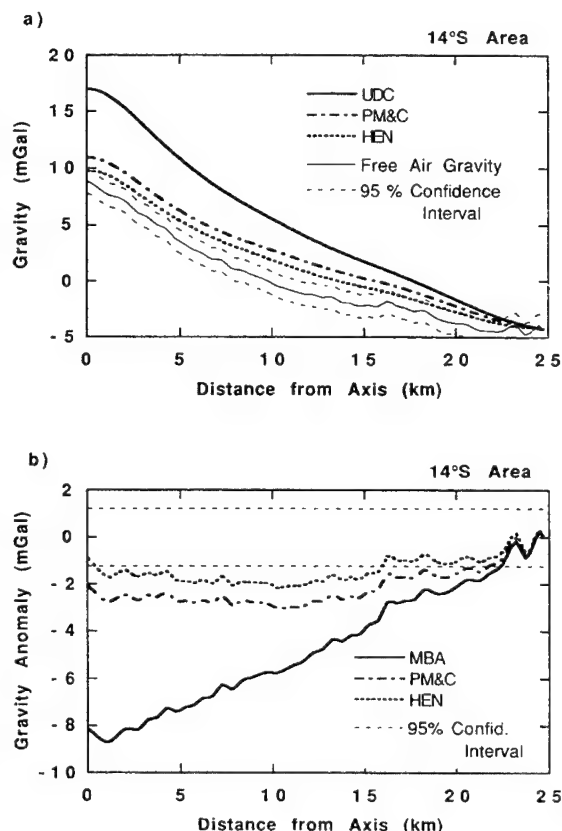 a)
14°S Area
20
15
10
5
0
-5
Gravity (mGal)
UDC
PM&C
HEN
Free Air Gravity
95 % Confidence
Interval
0 5 10 15 20 25
Distance from Axis (km)
b)
14°S Area
2
0
-2
-4
-6
-8
-10
Gravity Anomaly (mGal)
MBA
PM&C
HEN
95% Confid.
Interval
0 5 10 15 20 25
Distance from Axis (km)